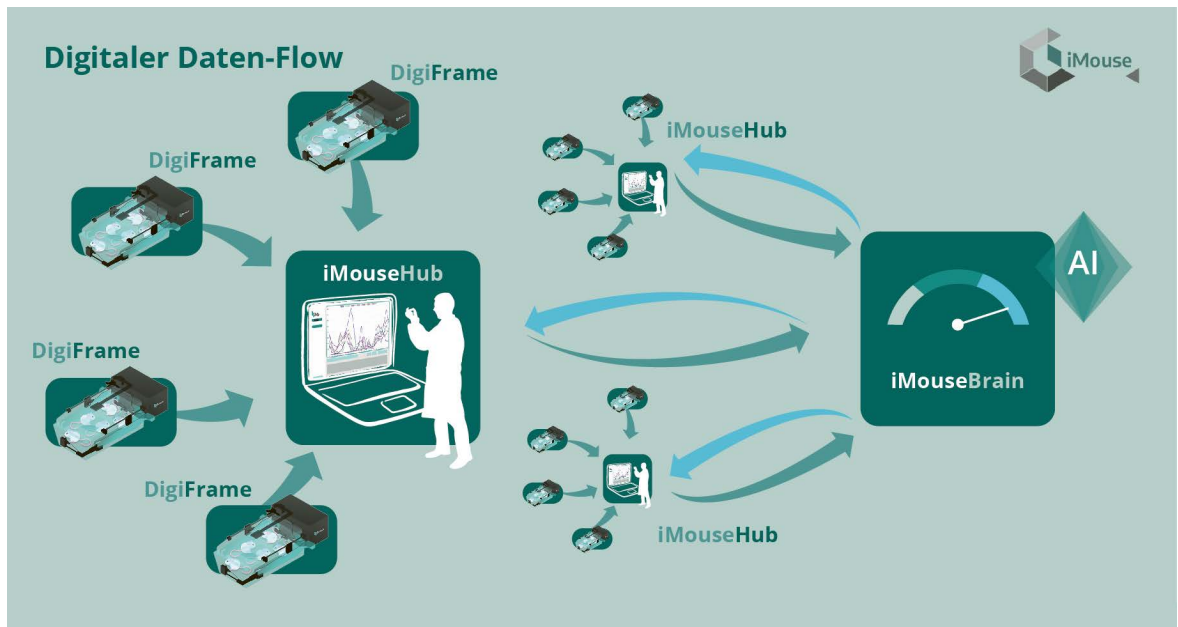 Digitaler Daten-Flow
iMouse
DigiFrame
DigiFrame
iMouseHub
iMouseHub
AI
DigiFrame
iMouseBrain
DigiFrame
iMouseHub